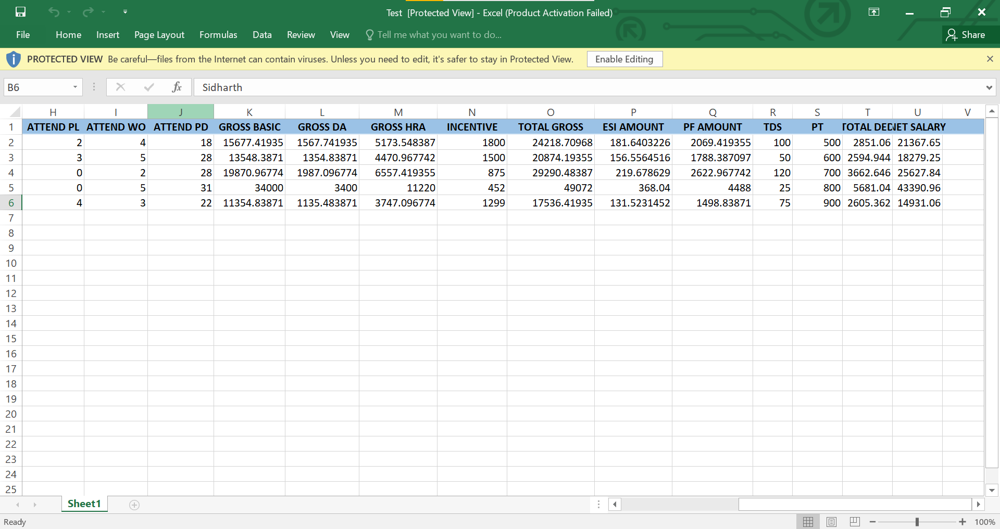 Test [Protected View] - Excel (Product Activation Failed)
File Home Insert Page Layout Formulas Data Review View Tell me what you want to do... Share
PROTECTED VIEW Be careful—files from the Internet can contain viruses. Unless you need to edit, it's safer to stay in Protected View. Enable Editing
B6 fx Sidharth
H I J K L M N O P Q R S T U V
1 ATTEND PL ATTEND WO ATTEND PD GROSS BASIC GROSS DA GROSS HRA INCENTIVE TOTAL GROSS ESI AMOUNT PF AMOUNT TDS PT TOTAL DED NET SALARY
2 2 4 18 15677.41935 1567.741935 5173.548387 1800 24218.70968 181.6403226 2069.419355 100 500 2851.06 21367.65
3 3 5 28 13548.3871 1354.83871 4470.967742 1500 20874.19355 156.5564516 1788.387097 50 600 2594.944 18279.25
4 0 2 28 19870.96774 1987.096774 6557.419355 875 29290.48387 219.678629 2622.967742 120 700 3662.646 25627.84
5 0 5 31 34000 3400 11220 452 49072 368.04 4488 25 800 5681.04 43390.96
6 4 3 22 11354.83871 1135.483871 3747.096774 1299 17536.41935 131.5231452 1498.83871 75 900 2605.362 14931.06
7
8
9
10
11
12
13
14
15
16
17
18
19
20
21
22
23
24
25
Sheet1
Ready 100%